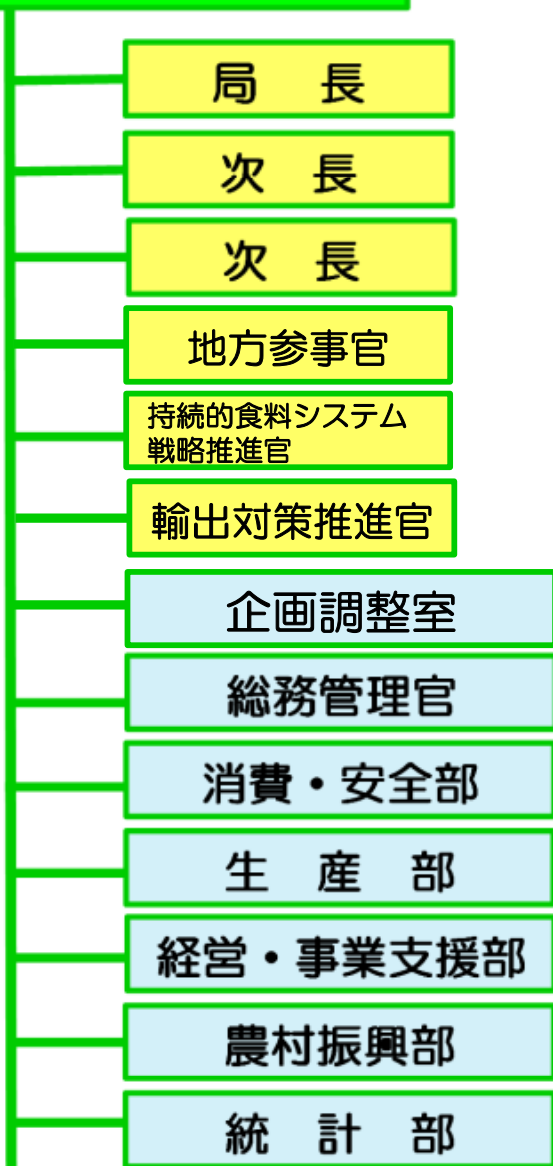 局　長
次　長
次　長
地方参事官
持続的食料システム
戦略推進官
輸出対策推進官
企画調整室
総務管理官
消費・安全部
生　産　部
経営・事業支援部
農村振興部
統　計　部